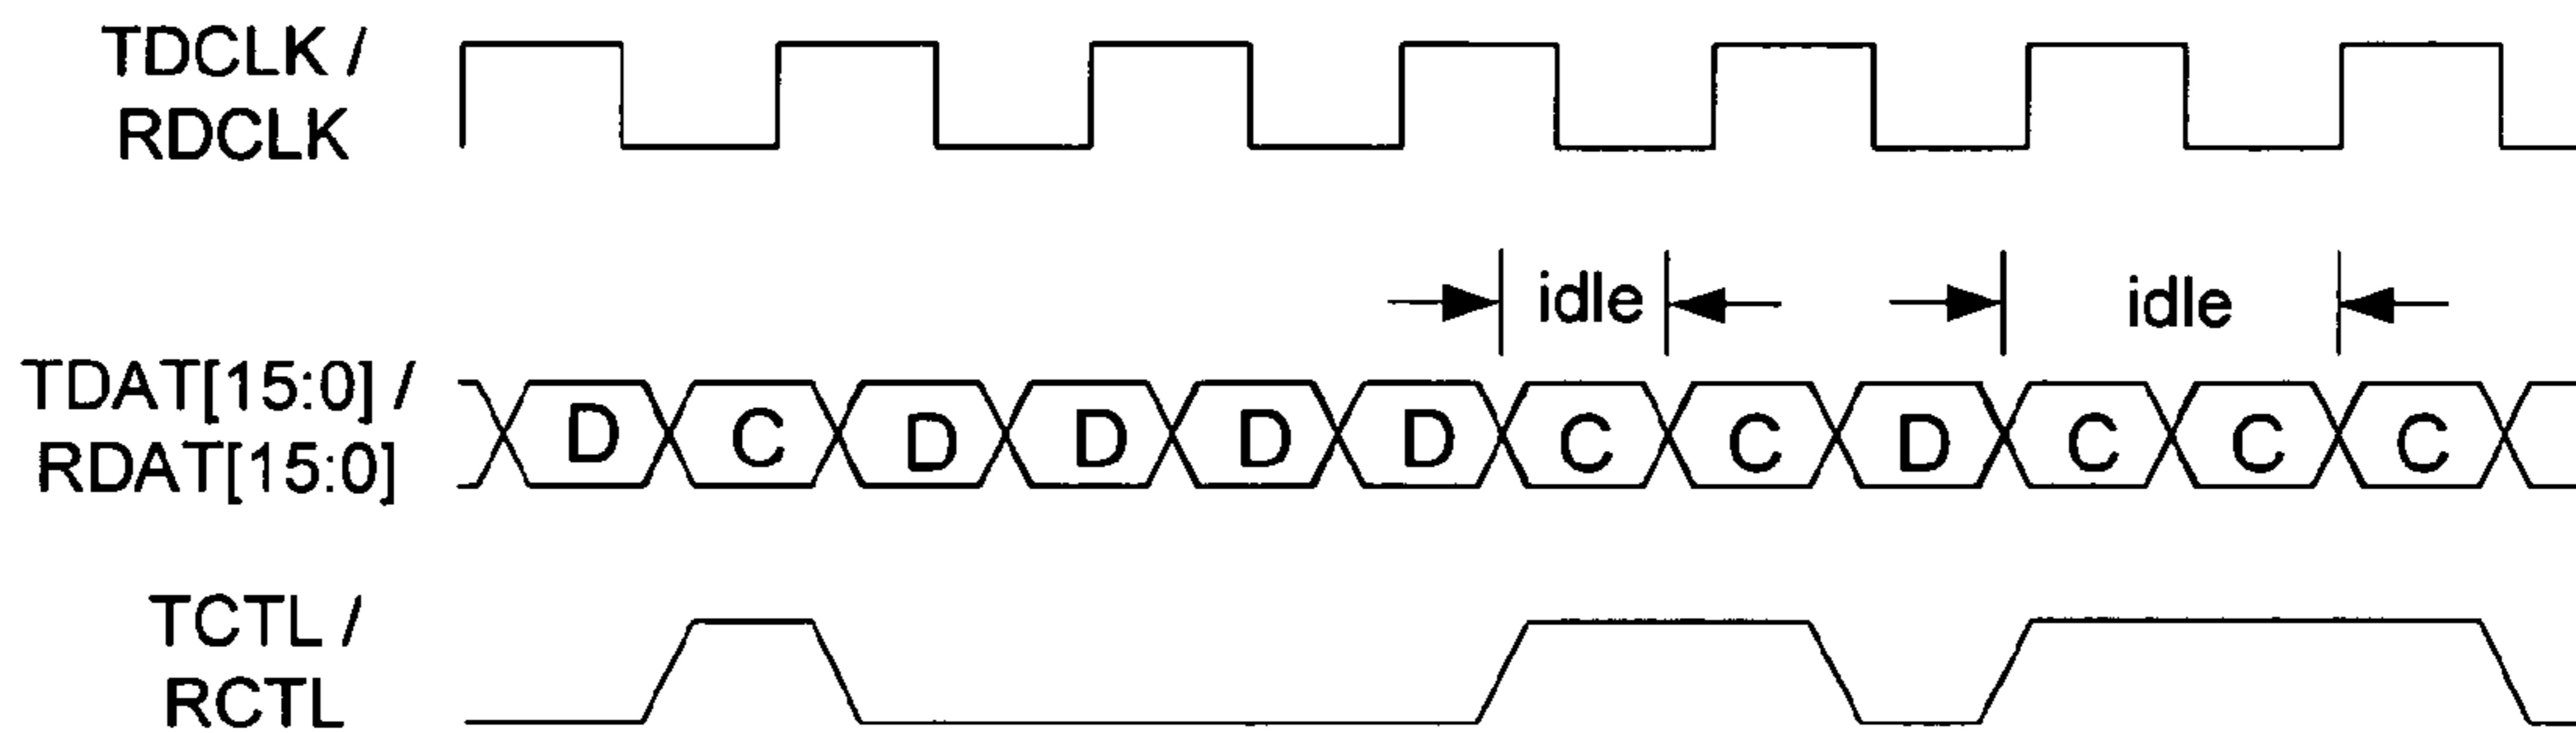 TDCLK /
RDCLK
idle idle
TDAT[15:0] /
RDAT[15:0]
D C D D D D C C D C C C
TCTL /
RCTL